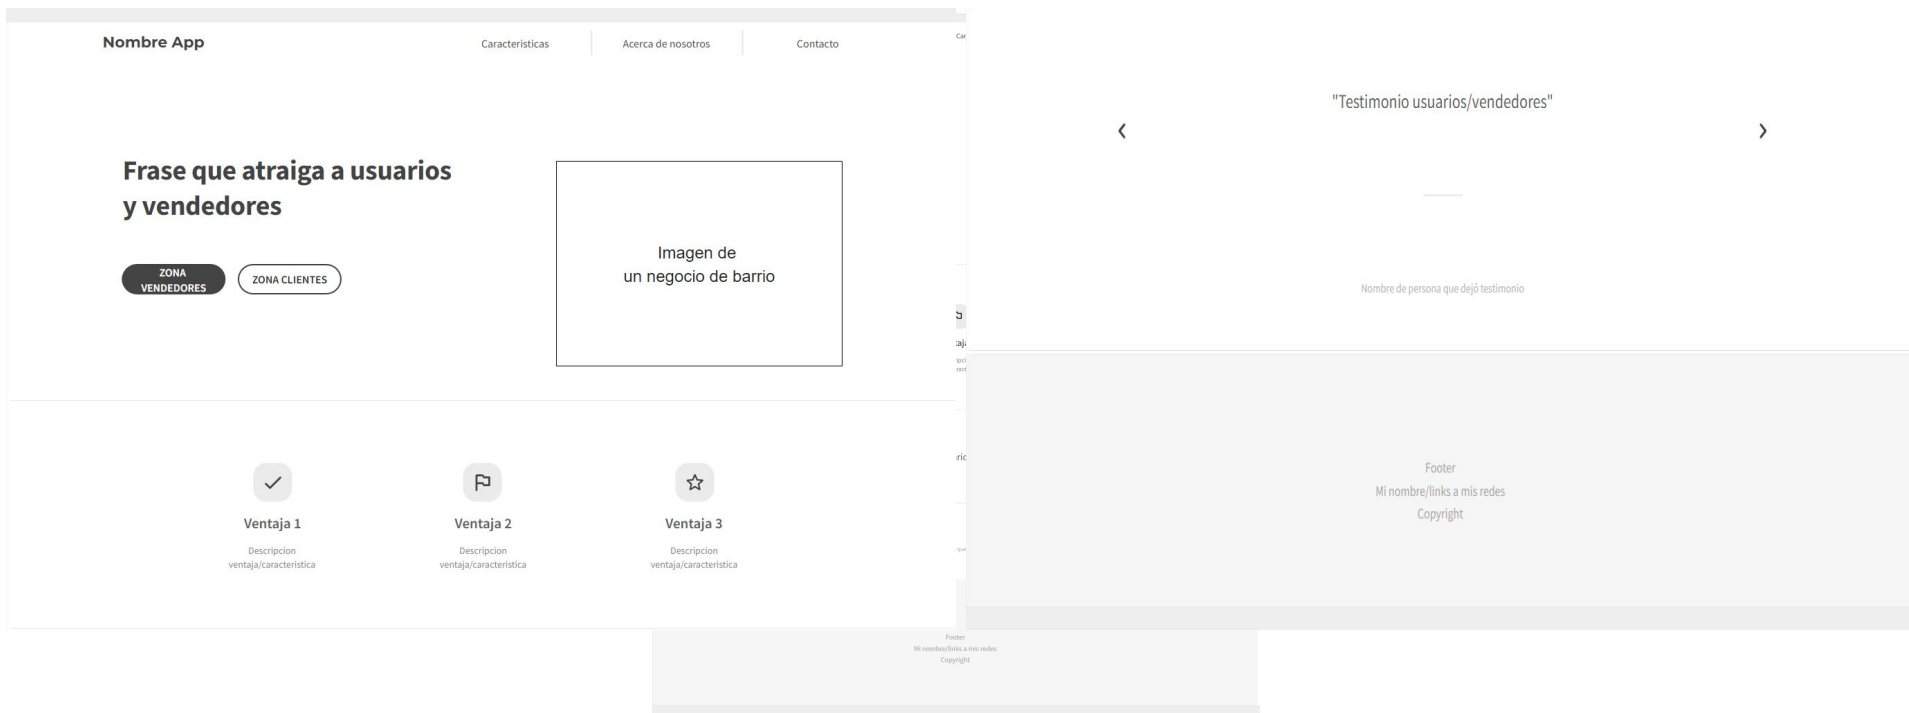 Nombre App
Caracteristicas
Acerca de nosotros
Contacto
Frase que atraiga a usuarios
y vendedores
ZONA
VENDEDORES
ZONA CLIENTES
Imagen de
un negocio de barrio
Ventaja 1
Ventaja 2
Ventaja 3
Descripcion
ventaja/caracteristica
Descripcion
ventaja/caracteristica
Descripcion
ventaja/caracteristica
"Testimonio usuarios/vendedores"
Nombre de persona que dejó testimonio
Footer
Mi nombre/links a mis redes
Copyright
Footer
Mi nombre/links a mis redes
Copyright